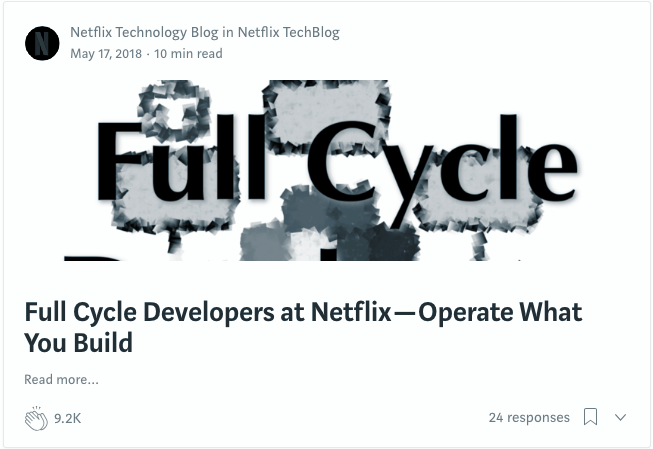 N
Netflix Technology Blog in Netflix TechBlog
May 17, 2018 · 10 min read
Full Cycle
Full Cycle Developers at Netflix — Operate What
You Build
Read more...
9.2K
24 responses